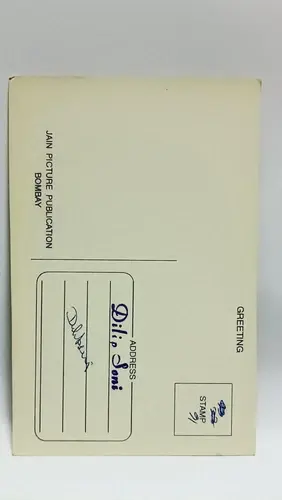 GREETING
STAMP
ADDRESS
Dilip Soni
JAIN PICTURE PUBLICATION
BOMBAY